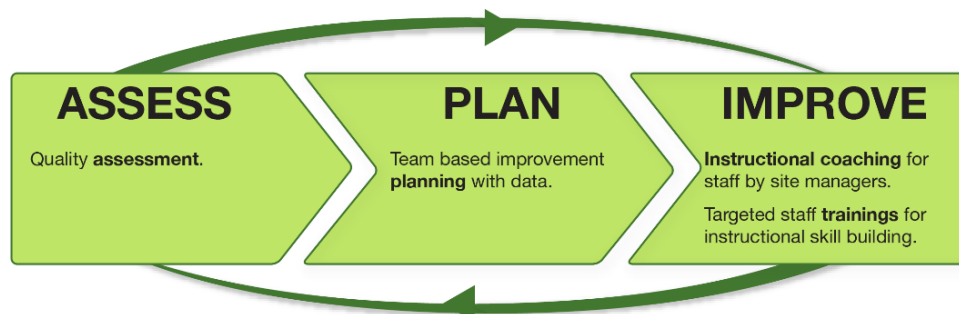 ASSESS
Quality assessment.
PLAN
Team based improvement
planning with data.
IMPROVE
Instructional coaching for
staff by site managers.
Targeted staff trainings for
instructional skill building.